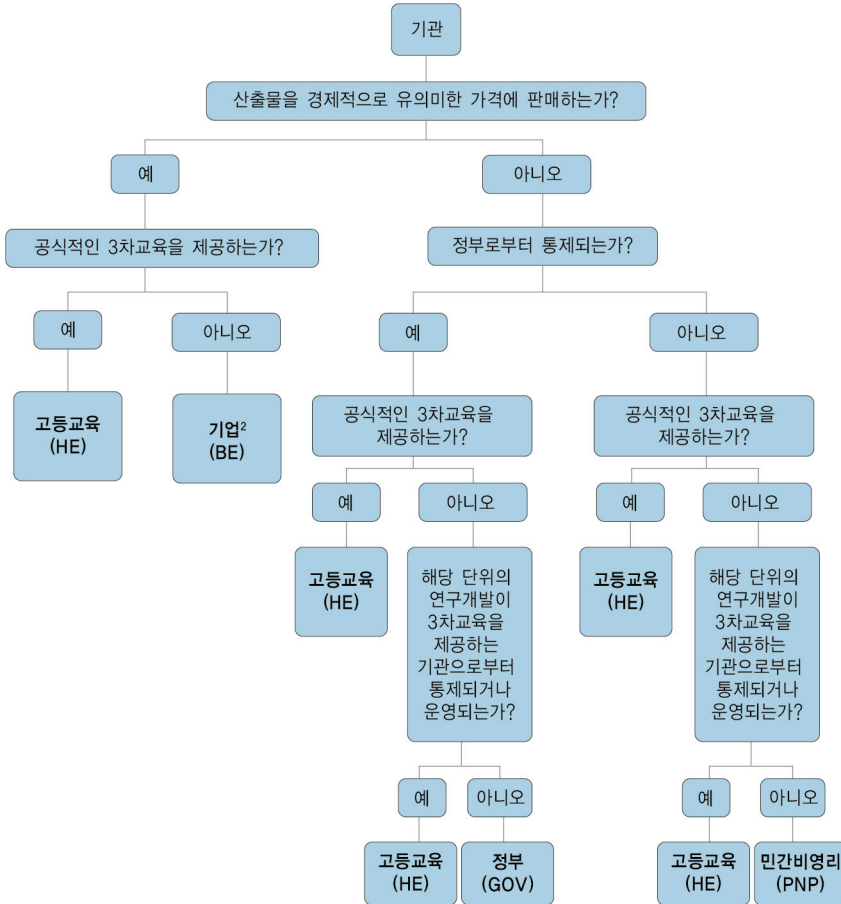 기관
산출물을 경제적으로 유의미한 가격에 판매하는가?
예
아니오
공식적인 3차교육을 제공하는가?
정부로부터 통제되는가?
예
아니오
예
아니오
고등교육
(HE)
기업²
(BE)
공식적인 3차교육을
제공하는가?
공식적인 3차교육을
제공하는가?
예
아니오
예
아니오
고등교육
(HE)
해당 단위의
연구개발이
3차교육을
제공하는
기관으로부터
통제되거나
운영되는가?
고등교육
(HE)
해당 단위의
연구개발이
3차교육을
제공하는
기관으로부터
통제되거나
운영되는가?
예
아니오
예
아니오
고등교육
(HE)
정부
(GOV)
고등교육
(HE)
민간비영리
(PNP)